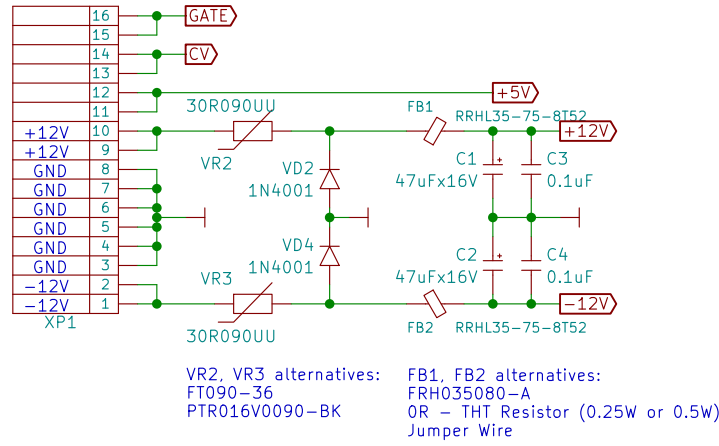 16
GATE
15
14
CV
13
12
+5V
11
30R090UU
FB1
RRHL35-75-8T52
+12V
10
+12V
+12V
9
VR2
GND
8
VD2
1N4001
C1
47uFx16V
C3
0.1uF
GND
7
GND
6
GND
5
GND
4
VD4
1N4001
C2
47uFx16V
C4
0.1uF
GND
3
-12V
2
VR3
-12V
1
-12V
XP1
30R090UU
FB2
RRHL35-75-8T52
VR2, VR3 alternatives:
FT090-36
PTR016V0090-BK
FB1, FB2 alternatives:
FRH035080-A
0R - THT Resistor (0.25W or 0.5W)
Jumper Wire